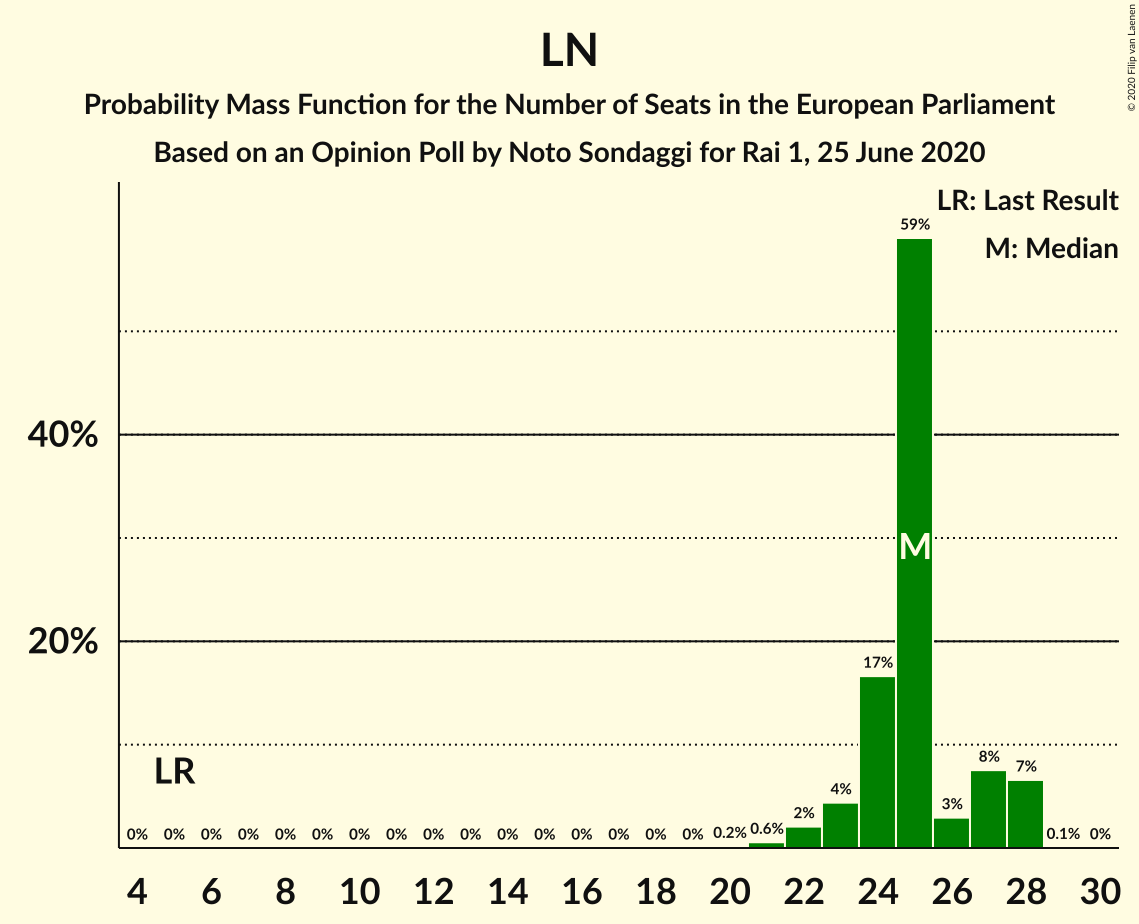 LN
Probability Mass Function for the Number of Seats in the European Parliament
Based on an Opinion Poll by Noto Sondaggi for Rai 1, 25 June 2020
© 2020 Filip van Laenen
LR: Last Result
M: Median
59%
40%
M
20%
17%
LR
8%
7%
4%
3%
2%
0% 0% 0% 0% 0% 0% 0% 0% 0% 0% 0% 0% 0% 0% 0% 0% 0.2% 0.6% 0.1% 0%
4 6 8 10 12 14 16 18 20 22 24 26 28 30